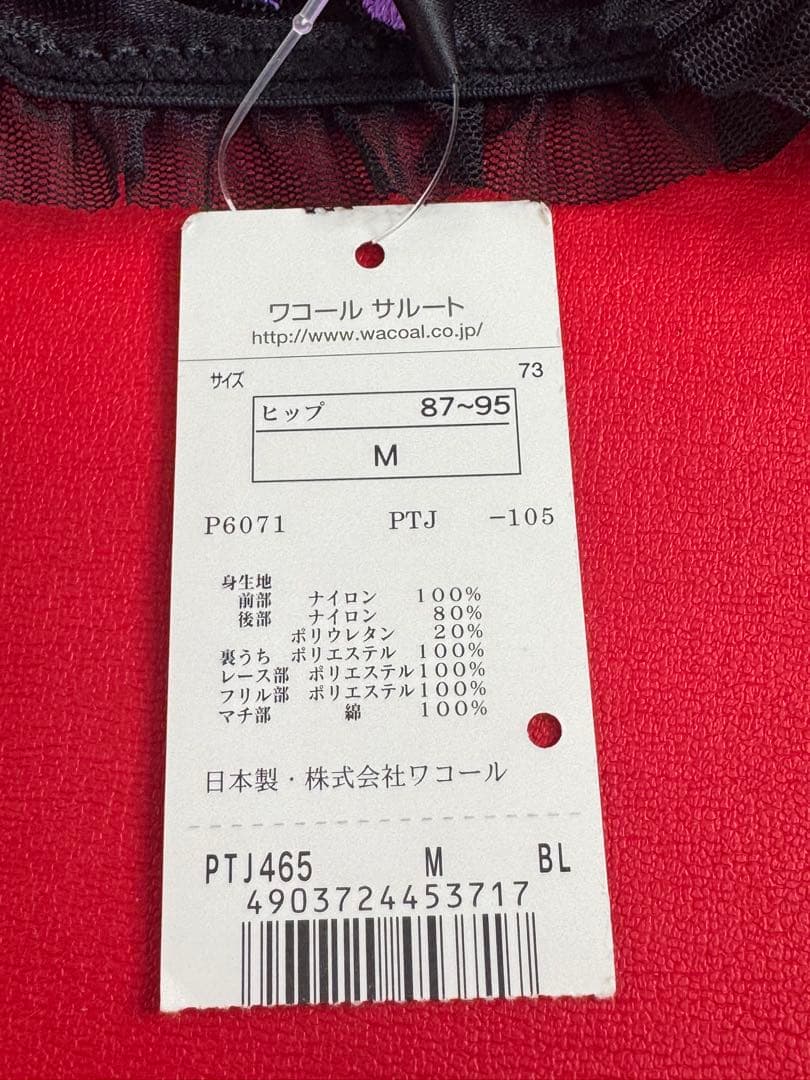 ワコール サルート
http://www.wacoal.co.jp/
サイズ 73
ヒップ 87~95
M
P6071 PTJ -105
身生地
前部 ナイロン 100%
後部 ナイロン 80%
ポリウレタン 20%
裏うち ポリエステル 100%
レース部 ポリエステル 100%
フリル部 ポリエステル 100%
マチ部 綿 100%
日本製・株式会社ワコール
PTJ465 M BL
4903724453717